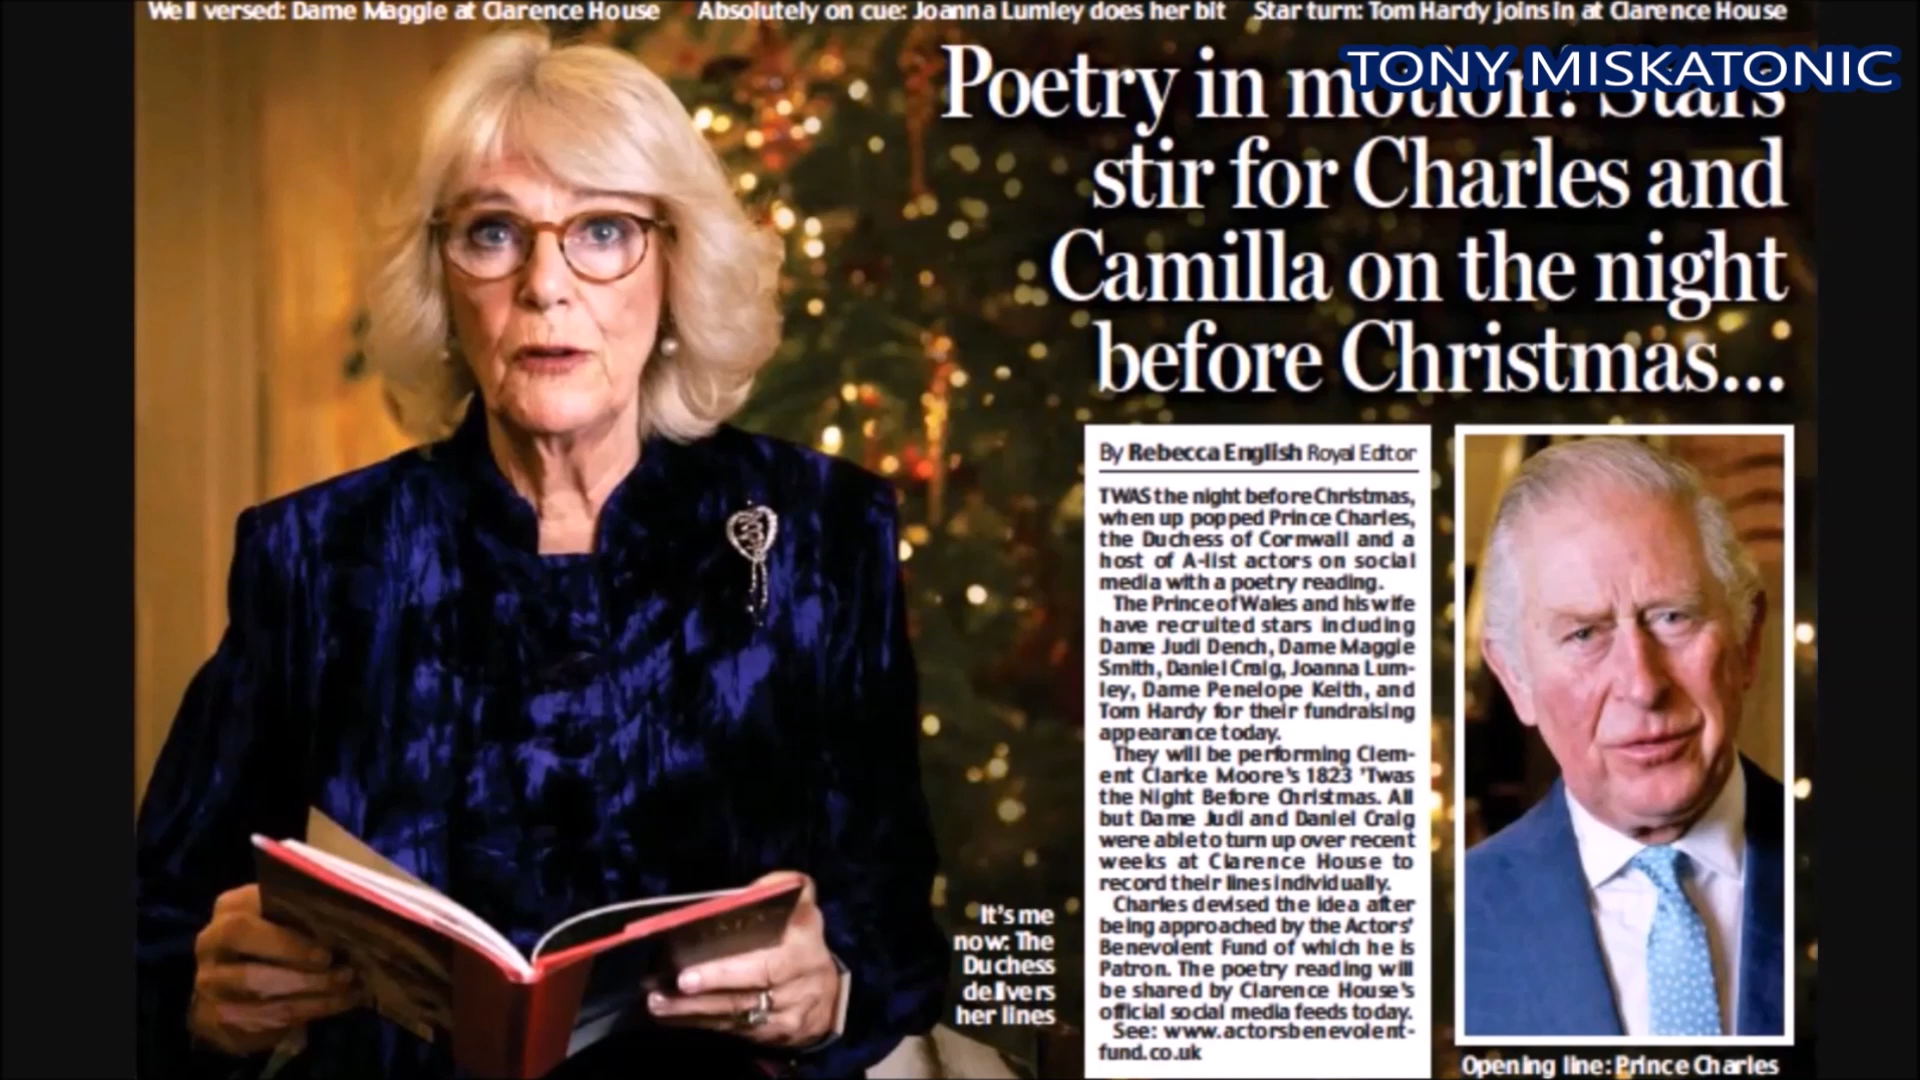 Well versed: Dame Maggie at Clarence House
Absolutely on cue: Joanna Lumley does her bit
Star turn: Tom Hardy joins in at Clarence House
TONY MISKATONIC
Poetry in motion: Stars
stir for Charles and
Camilla on the night
before Christmas...
By Rebecca English Royal Editor
TWAS the night before Christmas,
when up popped Prince Charles,
the Duchess of Cornwall and a
host of A-list actors on social
media with a poetry reading.
The Prince of Wales and his wife
have recruited stars including
Dame Judi Dench, Dame Maggie
Smith, Daniel Craig, Joanna Lum-
ley, Dame Penelope Keith, and
Tom Hardy for their fundraising
appearance today.
They will be performing Clem-
ent Clarke Moore's 1823 'Twas
the Night Before Christmas. All
but Dame Judi and Daniel Craig
were able to turn up over recent
weeks at Clarence House to
record their lines individually.
Charles devised the idea after
being approached by the Actors'
Benevolent Fund of which he is
Patron. The poetry reading will
be shared by Clarence House's
official social media feeds today.
See: www.actorsbenevolent-
fund.co.uk
It's me
now: The
Duchess
delivers
her lines
Opening line: Prince Charles